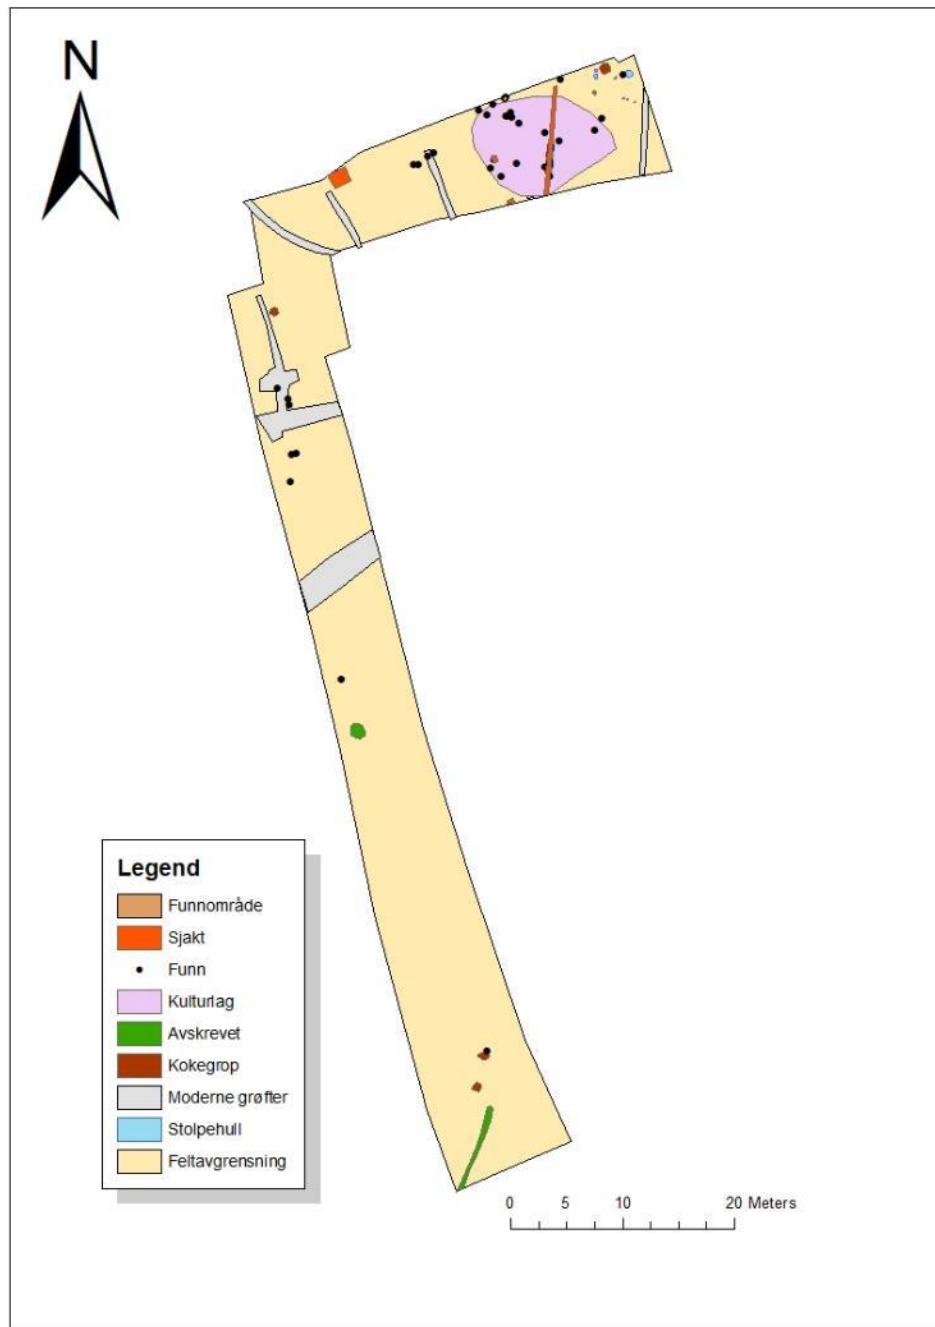 N
Legend
Funnområde
Sjakt
Funn
Kulturlag
Avskrevet
Kokegrop
Moderne grøfter
Stolpehull
Feltavgrensning
0 5 10 20 Meters